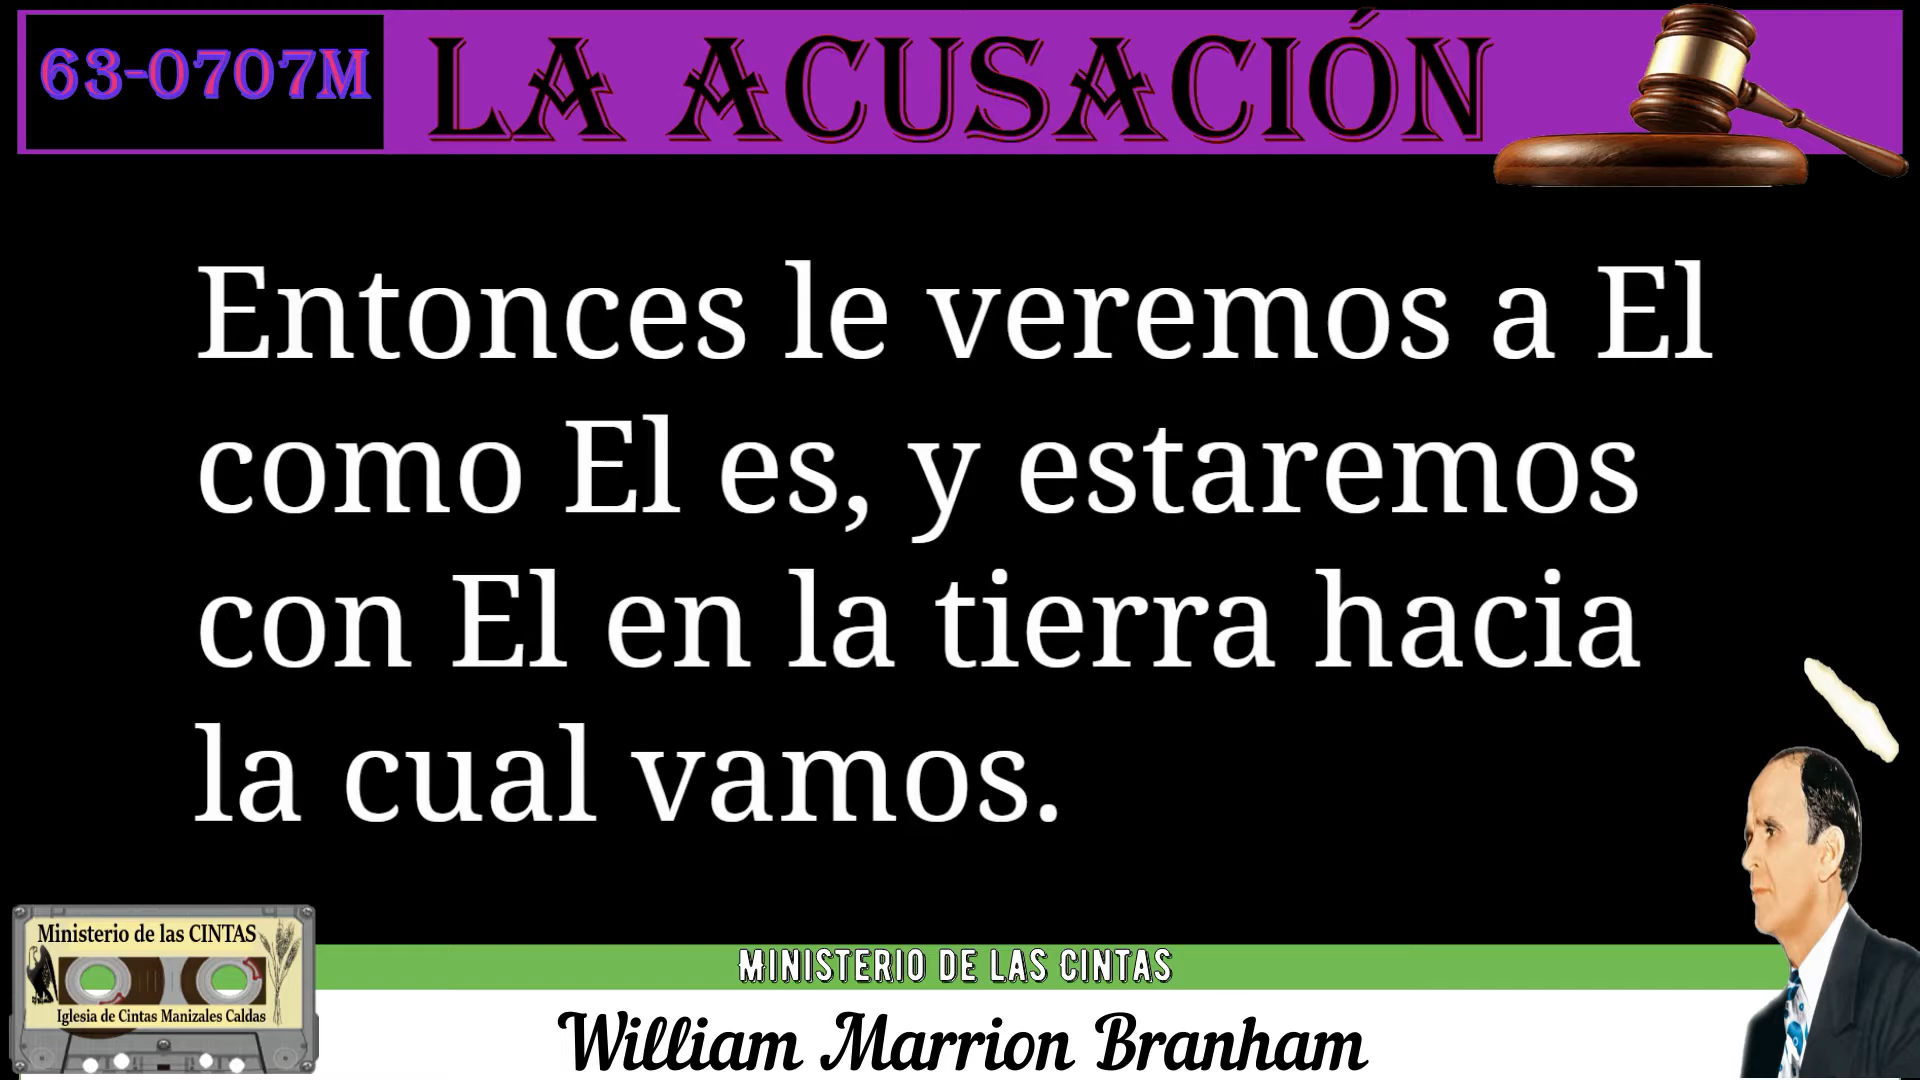 63-0707M
LA ACUSACIÓN
Entonces le veremos a El
como El es, y estaremos
con El en la tierra hacia
la cual vamos.
Ministerio de las CINTAS
Iglesia de Cintas Manizales Caldas
MINISTERIO DE LAS CINTAS
William Marrion Branham